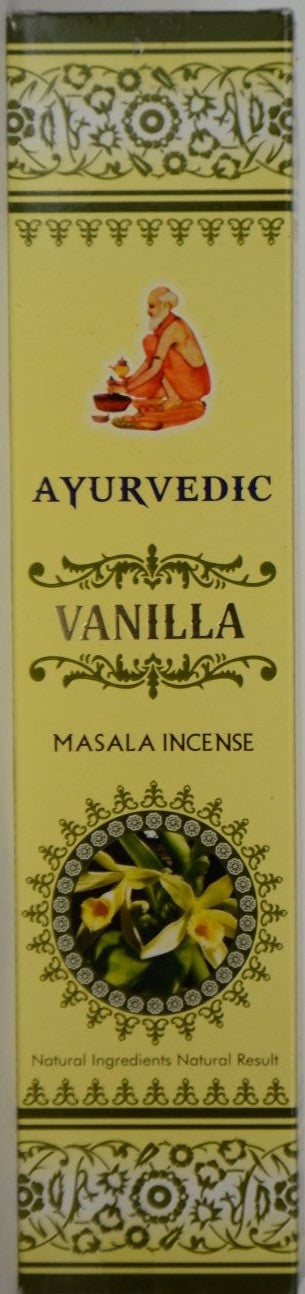 AYURVEDIC
VANILLA
MASALA INCENSE
Natural Ingredients Natural Result